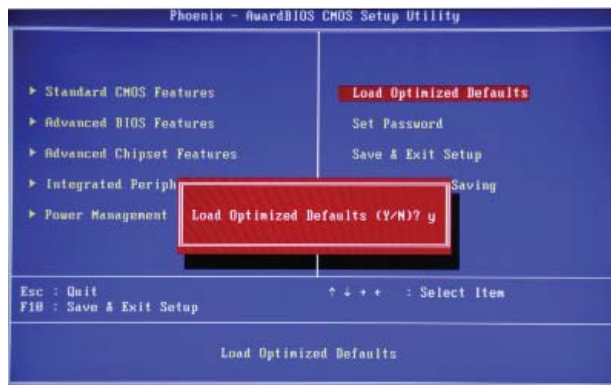 Phoenix - AwardBIOS CMOS Setup Utility
▶ Standard CMOS Features
▶ Advanced BIOS Features
▶ Advanced Chipset Features
▶ Integrated Periph
▶ Power Management
Load Optimized Defaults
Set Password
Save & Exit Setup
Saving
Load Optimized Defaults (Y/N)? y
Esc : Quit
F10 : Save & Exit Setup
↑ ↓ → ← : Select Item
Load Optimized Defaults